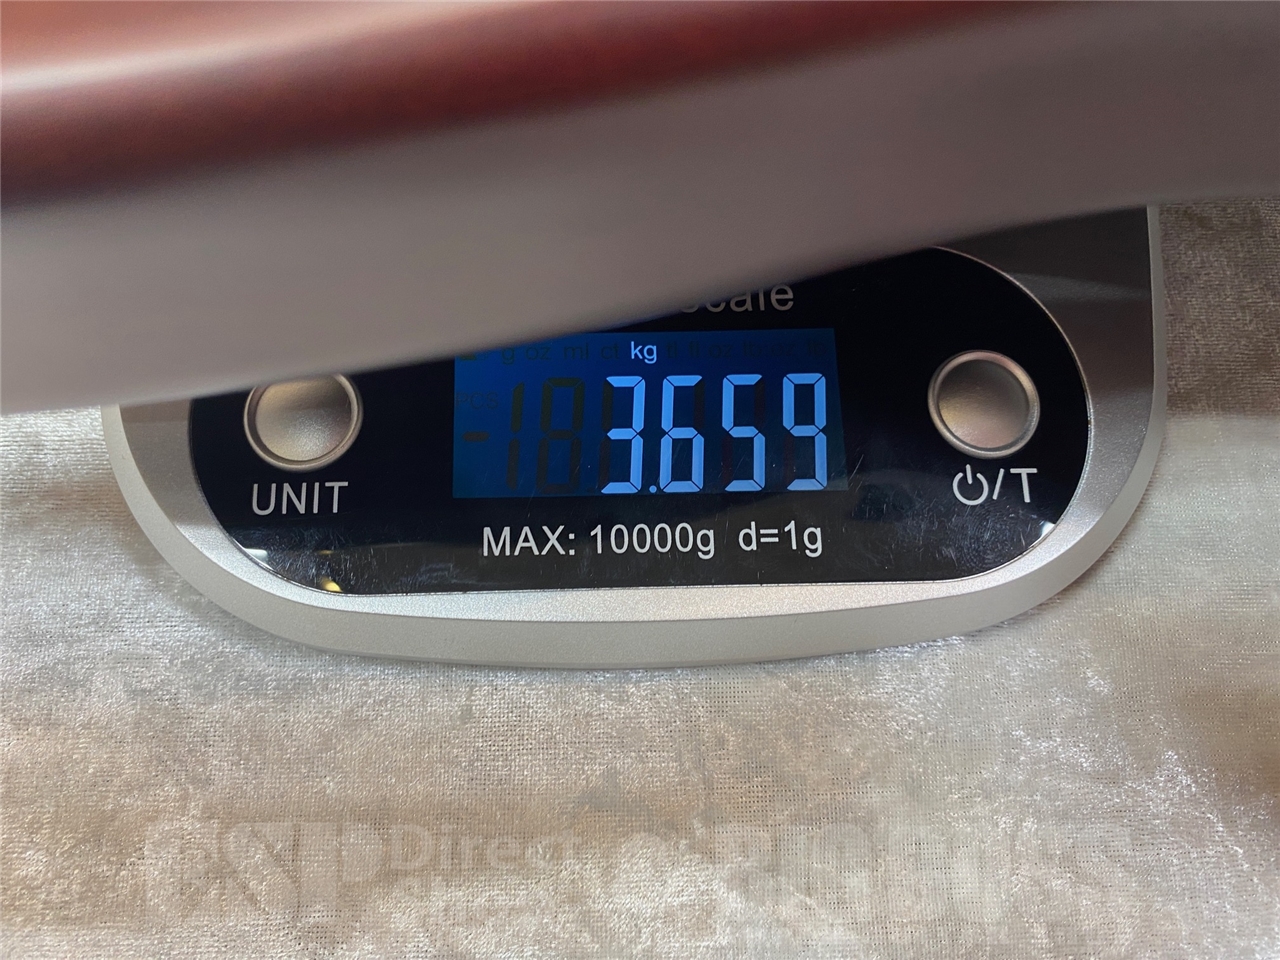 kg
3.659
UNIT
⏻/T
MAX: 10000g d=1g
Direct